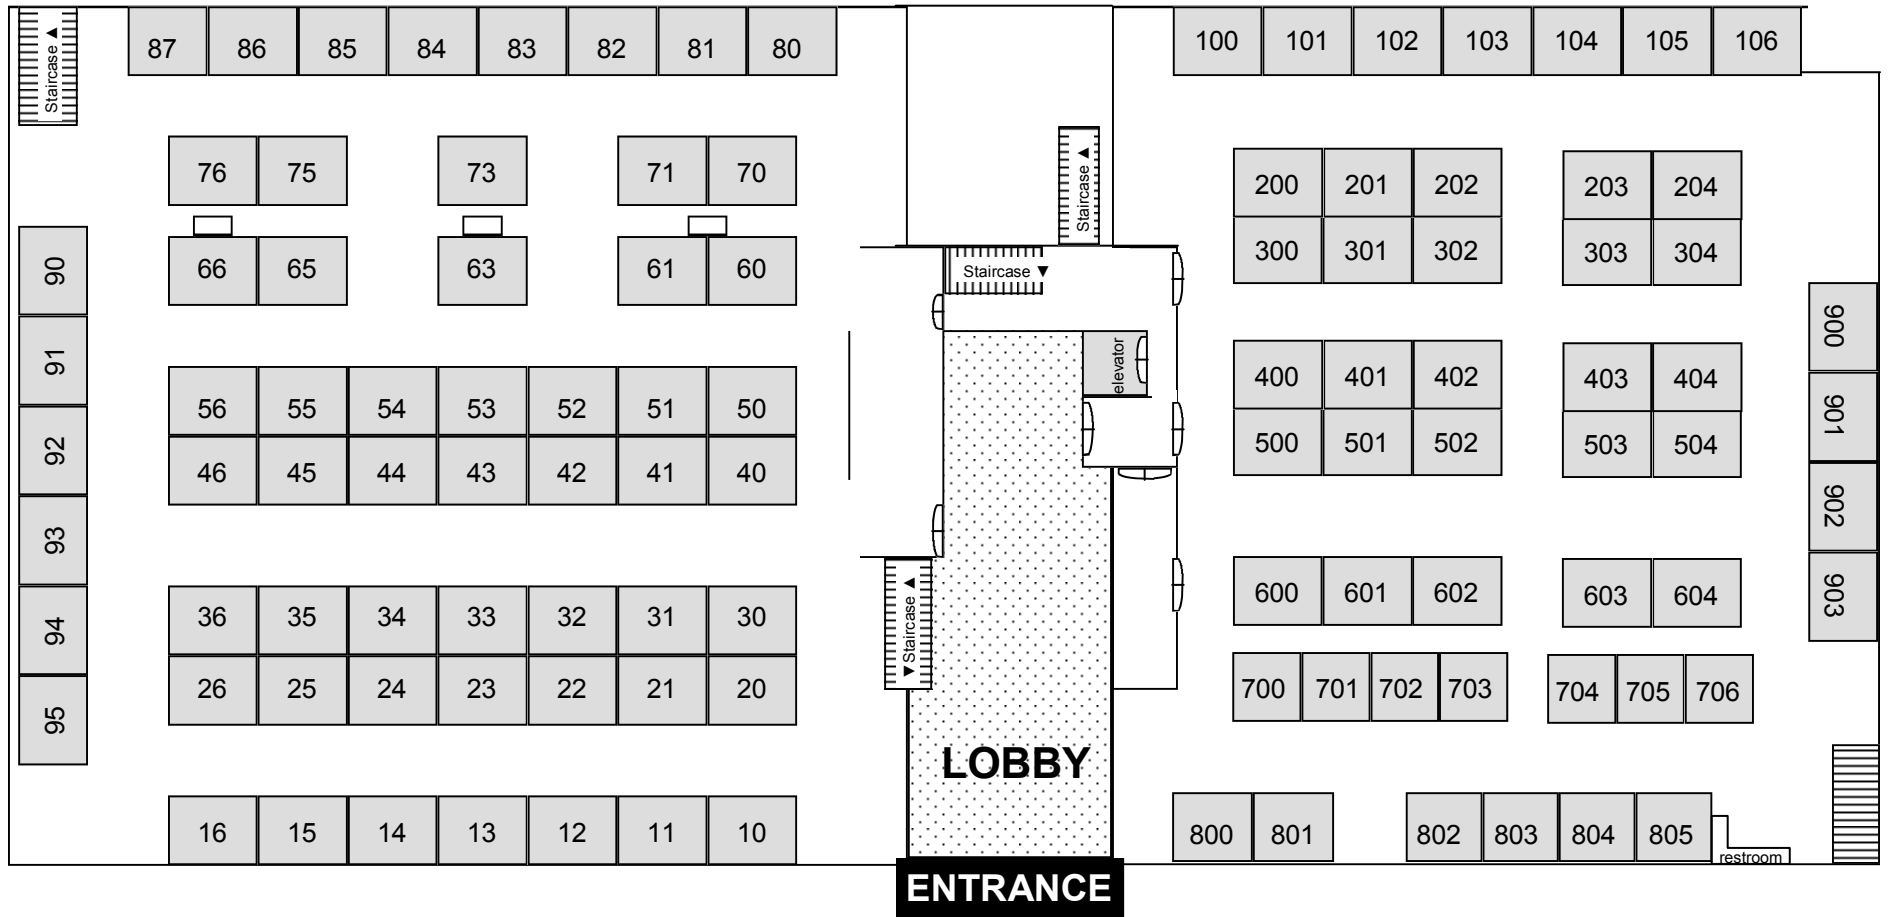 Staircase ▲
87 86 85 84 83 82 81 80
100 101 102 103 104 105 106
76 75 73 71 70
Staircase ▲
200 201 202 203 204
66 65 63 61 60
300 301 302 303 304
Staircase ▼
90
91
92
93
94
95
elevator
900
901
902
903
56 55 54 53 52 51 50
46 45 44 43 42 41 40
400 401 402 403 404
500 501 502 503 504
36 35 34 33 32 31 30
26 25 24 23 22 21 20
▼Staircase ▲
600 601 602 603 604
700 701 702 703 704 705 706
LOBBY
16 15 14 13 12 11 10
800 801 802 803 804 805
restroom
ENTRANCE